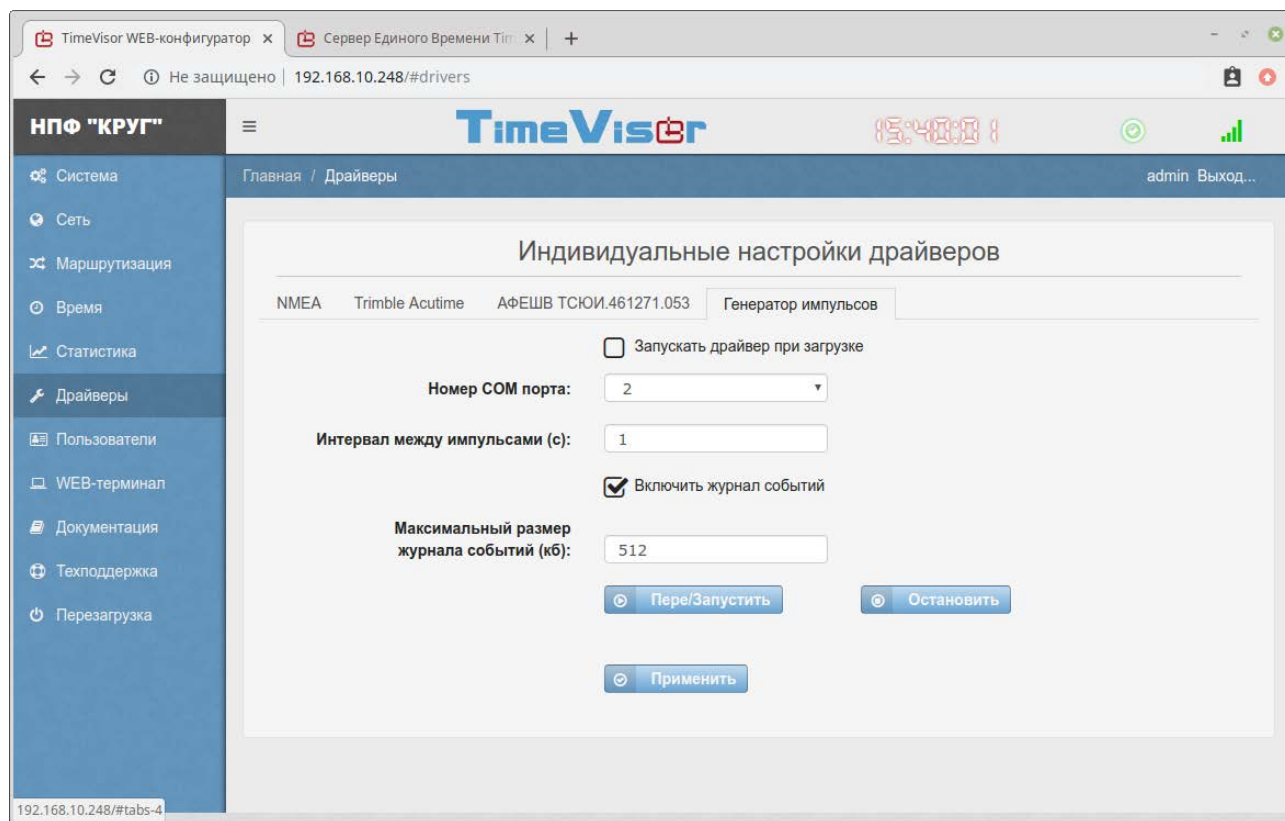 TimeVisor WEB-конфигуратор
Сервер Единого Времени Tim
Не защищено
192.168.10.248/#drivers
НПФ "КРУГ"
TimeVisor
15:40:01
Система
Главная / Драйверы
admin Выход...
Сеть
Маршрутизация
Время
Статистика
Драйверы
Пользователи
WEB-терминал
Документация
Техподдержка
Перезагрузка
Индивидуальные настройки драйверов
NMEA
Trimble Acutime
АФЕШВ ТСЮИ.461271.053
Генератор импульсов
Запускать драйвер при загрузке
Номер COM порта:
2
Интервал между импульсами (с):
1
Включить журнал событий
Максимальный размер
журнала событий (кб):
512
Пере/Запустить
Остановить
Применить
192.168.10.248/#tabs-4